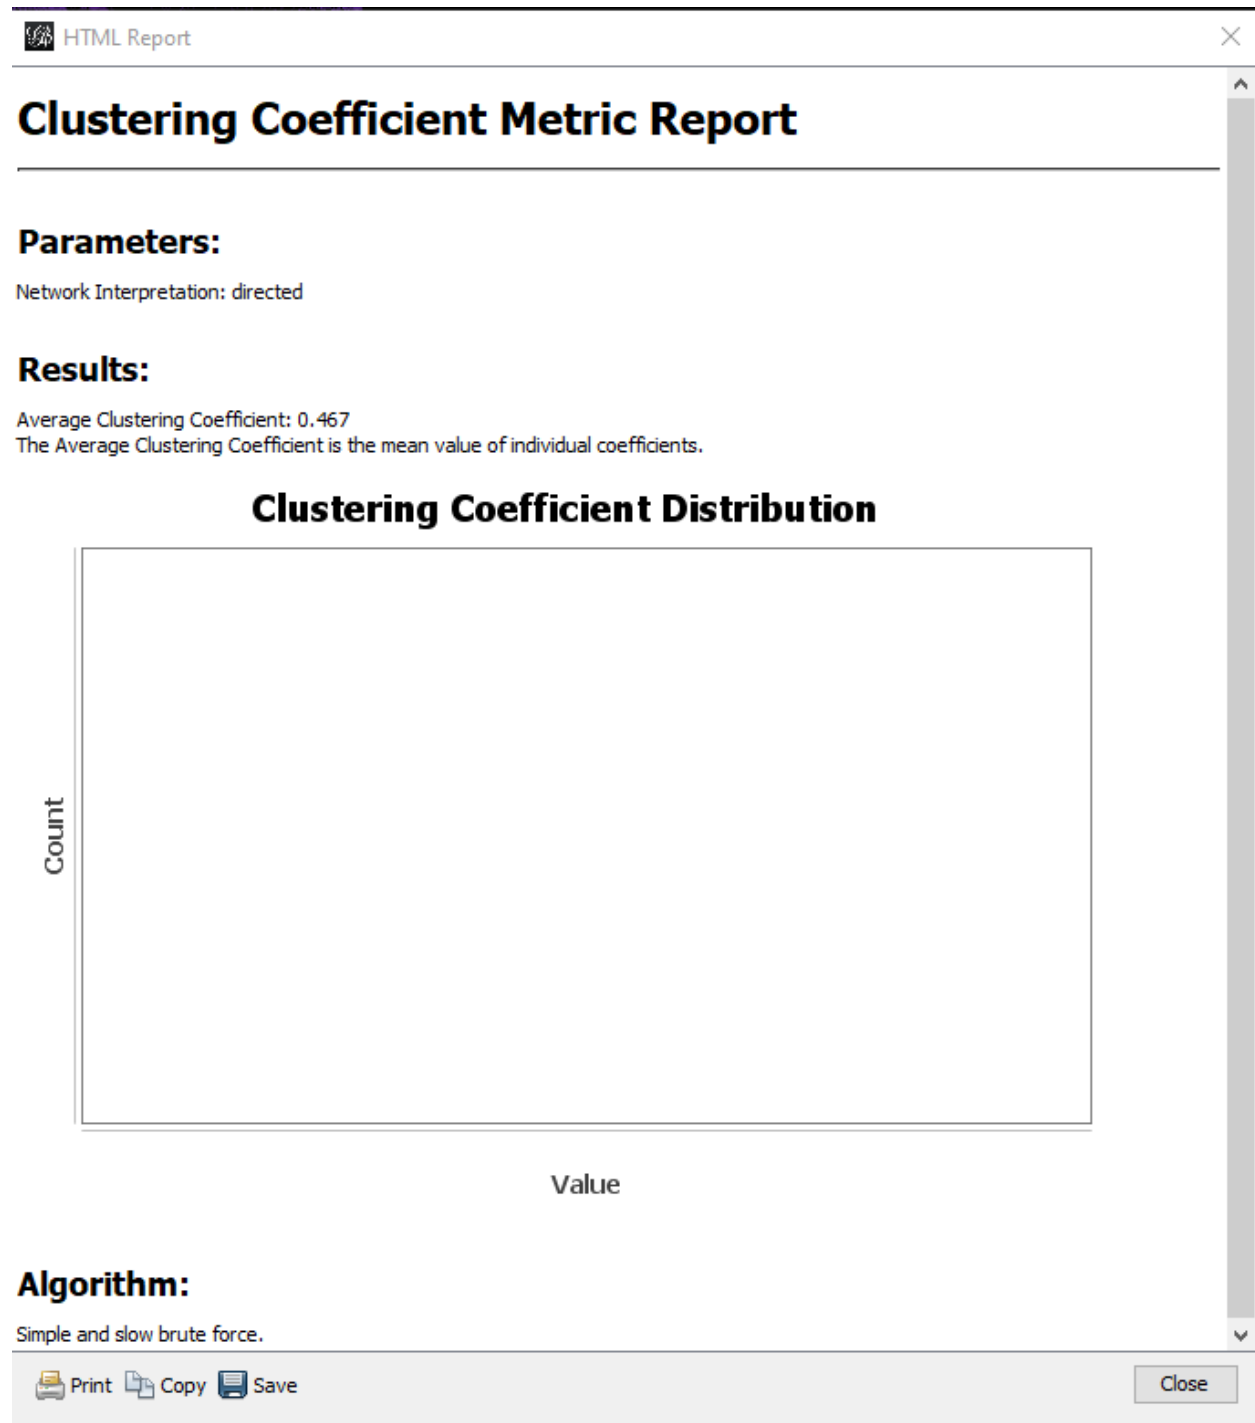 HTML Report
Clustering Coefficient Metric Report
Parameters:
Network Interpretation: directed
Results:
Average Clustering Coefficient: 0.467
The Average Clustering Coefficient is the mean value of individual coefficients.
Clustering Coefficient Distribution
Count
Value
Algorithm:
Simple and slow brute force.
Print Copy Save Close